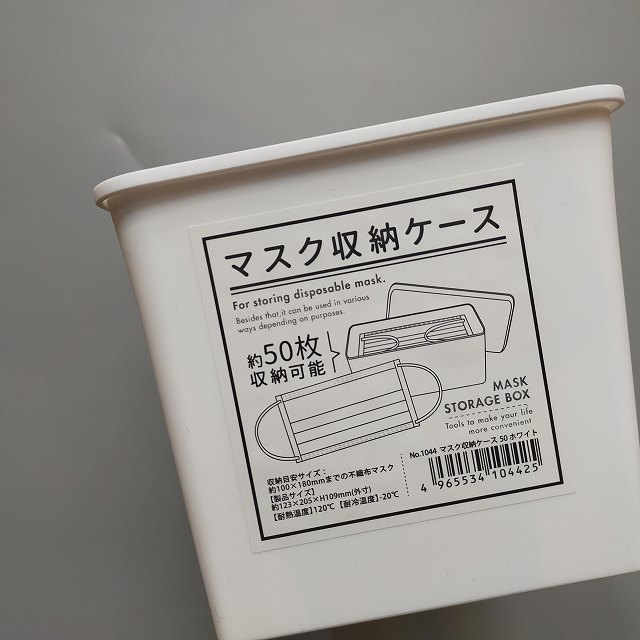 マスク収納ケース
For storing disposable mask.
Besides that,it can be used in various
ways depending on purposes.
約50枚
収納可能
MASK
STORAGE BOX
Tools to make your life
more convenient
収納目安サイズ：
約100×180mmまでの不織布マスク
【製品サイズ】
約123×205×H109mm(外寸)
【耐熱温度】120℃ 【耐冷温度】-20℃
No.1044 マスク収納ケース 50 ホワイト
4 965534 104425